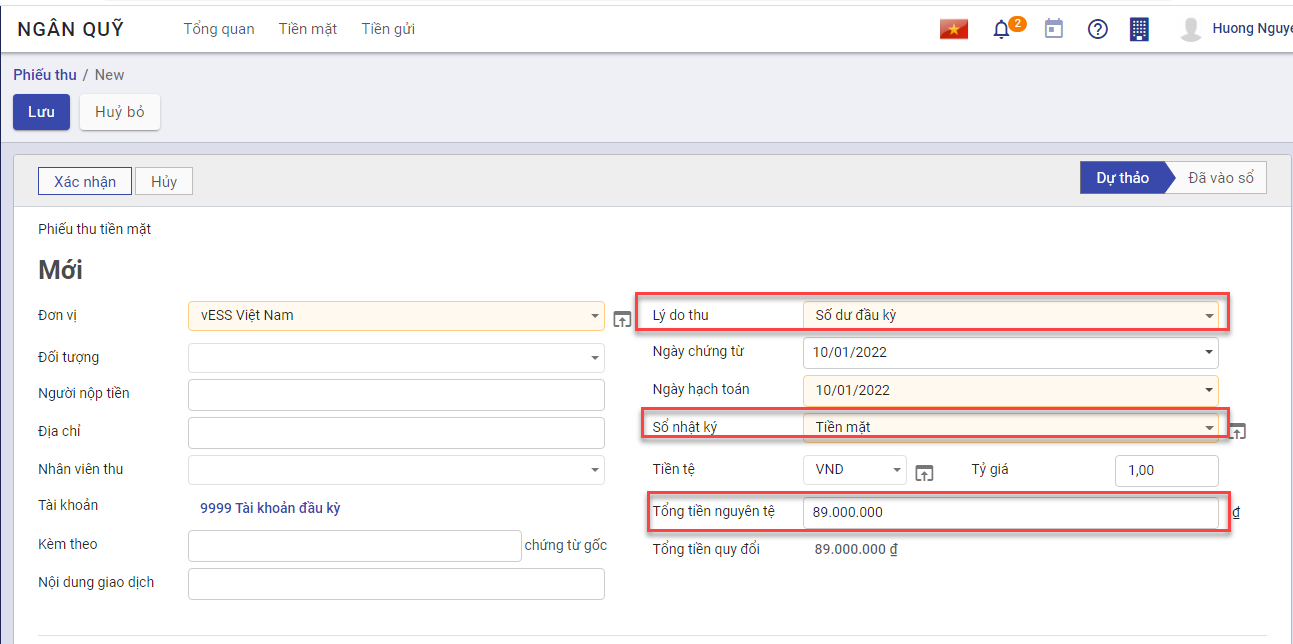 NGÂN QUỸ Tổng quan Tiền mặt Tiền gửi 2 Huong Nguye
Phiếu thu / New
Lưu Huỷ bỏ
Xác nhận Hủy Dự thảo Đã vào sổ
Phiếu thu tiền mặt
Mới
Đơn vị vESS Việt Nam Lý do thu Số dư đầu kỳ
Đối tượng Ngày chứng từ 10/01/2022
Người nộp tiền Ngày hạch toán 10/01/2022
Địa chỉ Sổ nhật ký Tiền mặt
Nhân viên thu Tiền tệ VND Tỷ giá 1,00
Tài khoản 9999 Tài khoản đầu kỳ Tổng tiền nguyên tệ 89.000.000 ₫
Kèm theo chứng từ gốc Tổng tiền quy đổi 89.000.000 ₫
Nội dung giao dịch